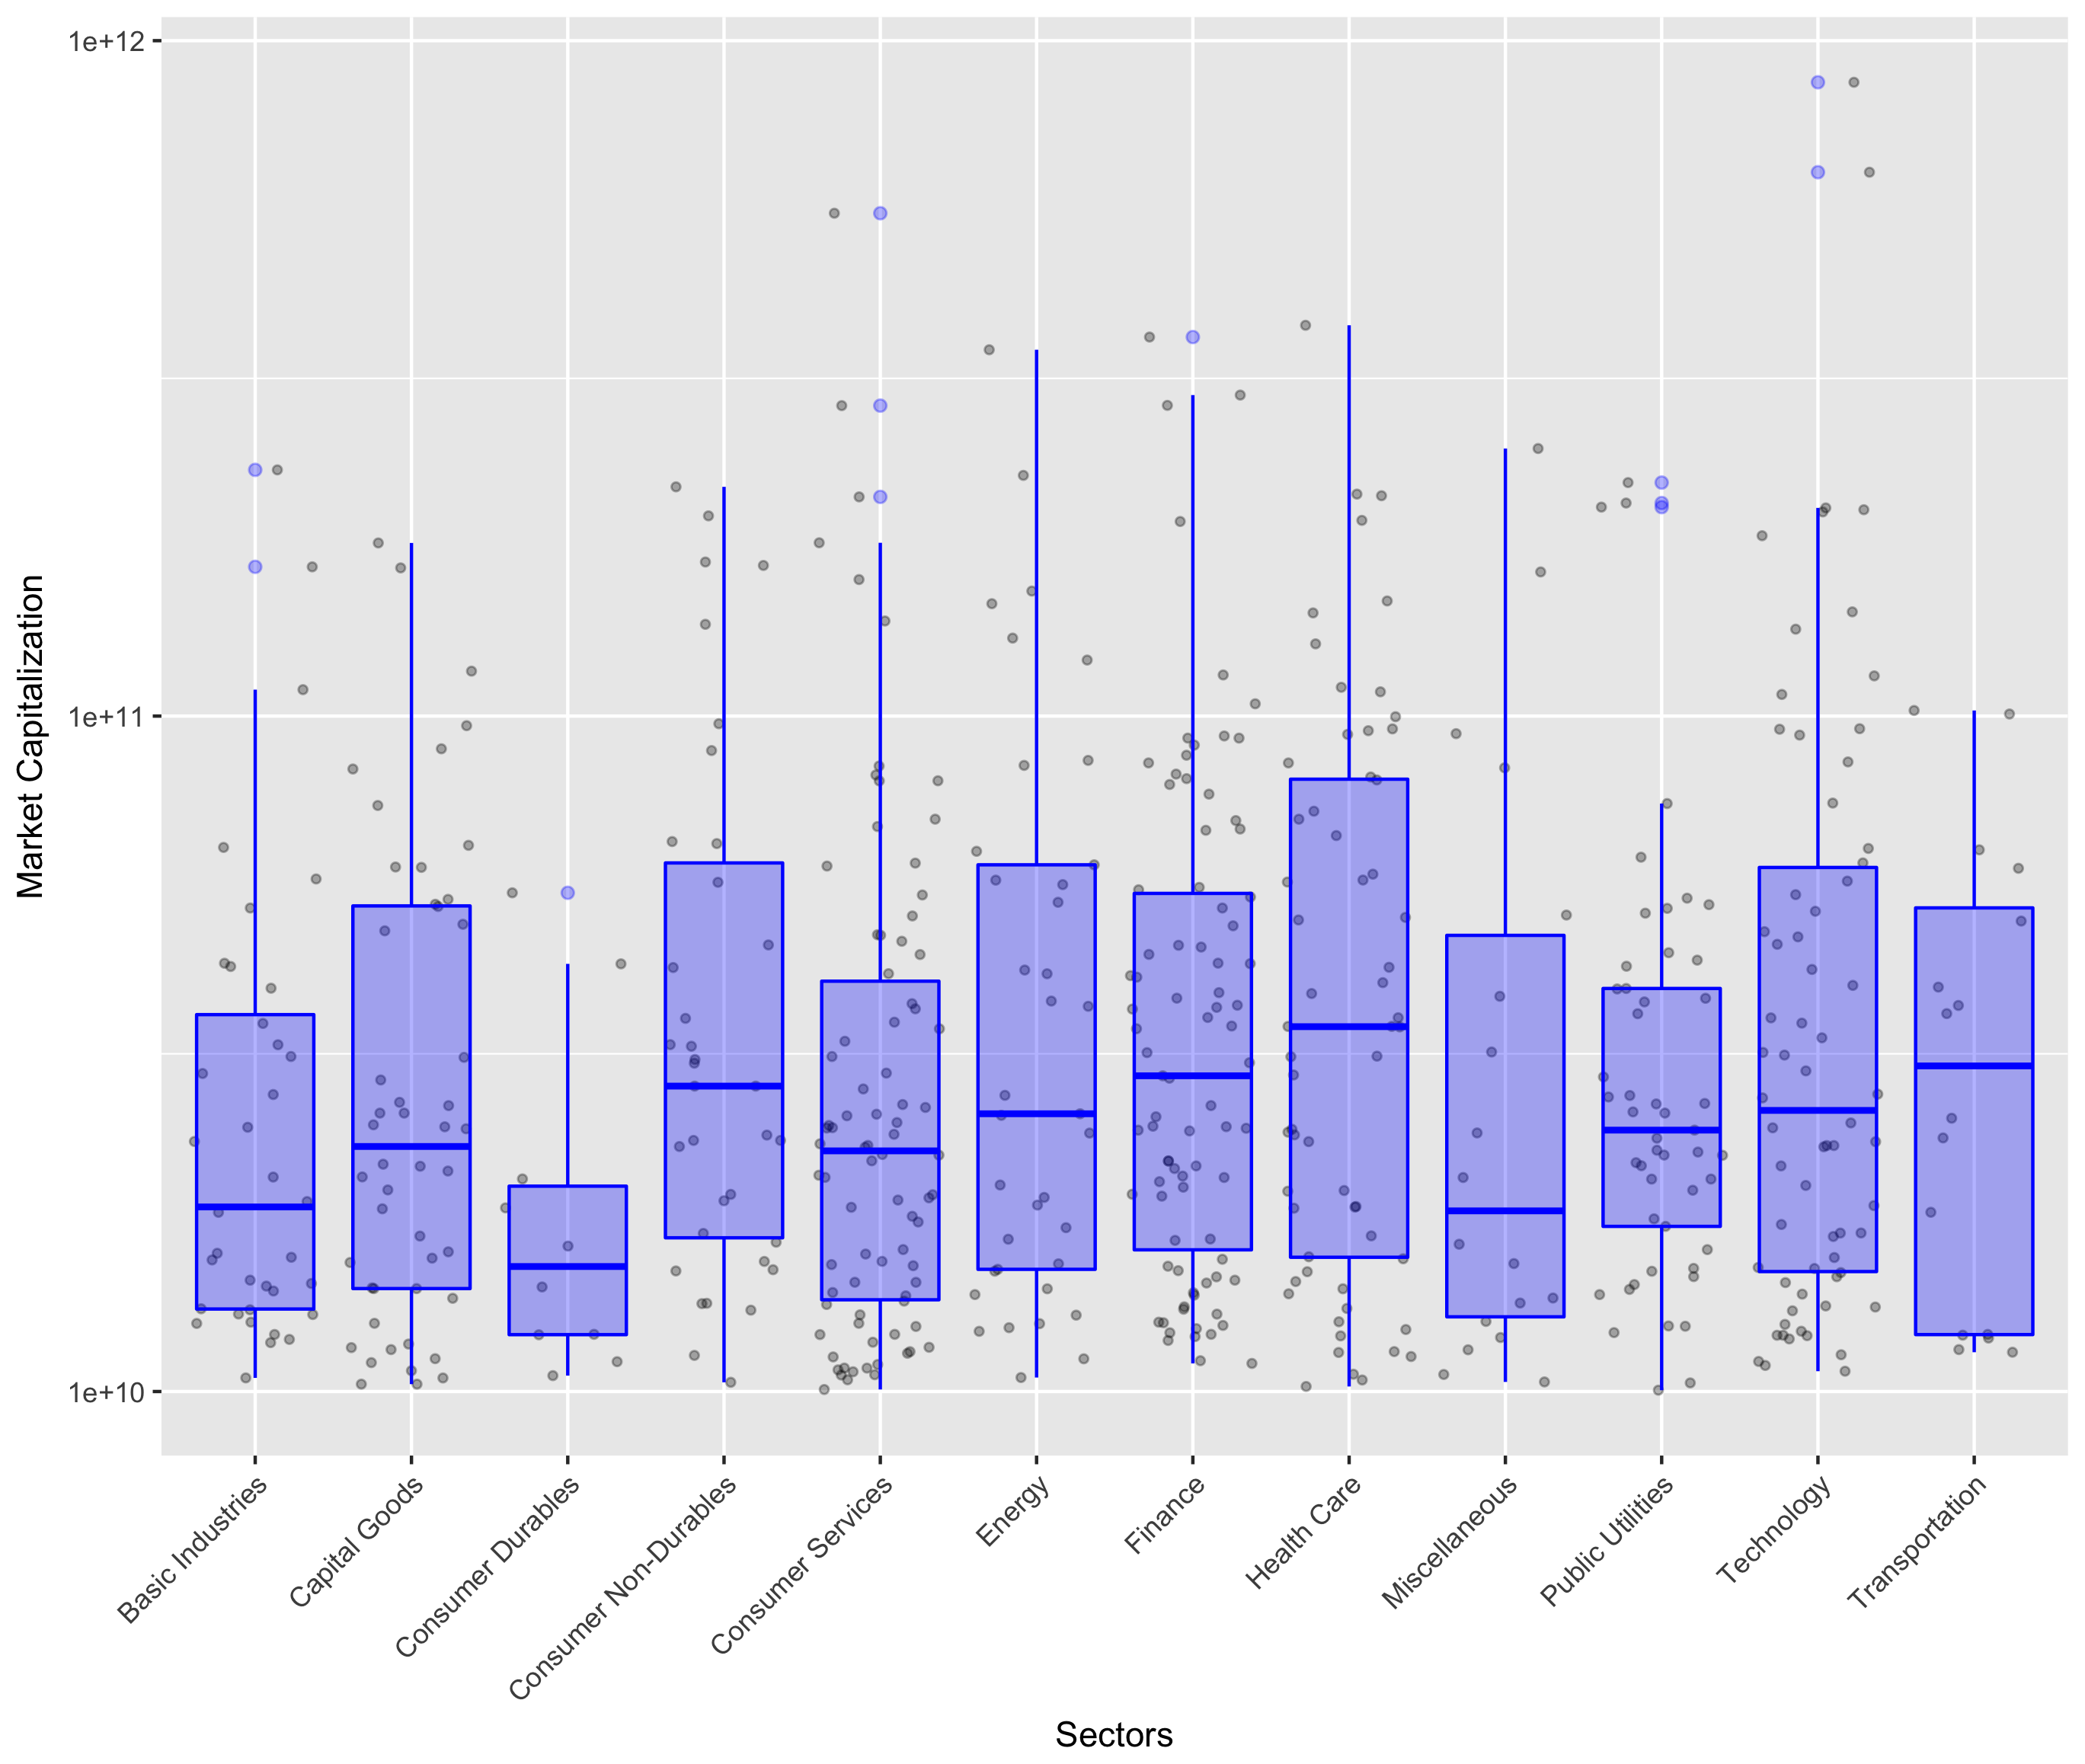 1e+12
1e+11
1e+10
Market Capitalization
Basic Industries
Capital Goods
Consumer Durables
Consumer Non-Durables
Consumer Services
Energy
Finance
Health Care
Miscellaneous
Public Utilities
Technology
Transportation
Sectors